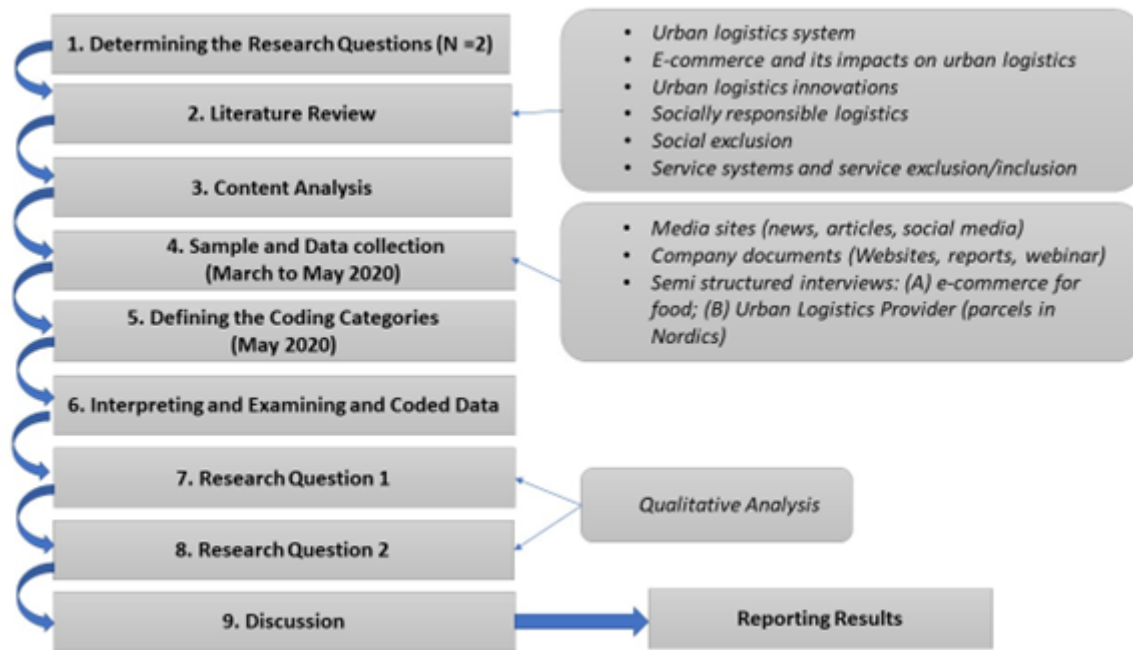 1. Determining the Research Questions (N =2)
2. Literature Review
3. Content Analysis
4. Sample and Data collection
(March to May 2020)
5. Defining the Coding Categories
(May 2020)
6. Interpreting and Examining and Coded Data
7. Research Question 1
8. Research Question 2
9. Discussion
• Urban logistics system
• E-commerce and its impacts on urban logistics
• Urban logistics innovations
• Socially responsible logistics
• Social exclusion
• Service systems and service exclusion/inclusion
• Media sites (news, articles, social media)
• Company documents (Websites, reports, webinar)
• Semi structured interviews: (A) e-commerce for
food; (B) Urban Logistics Provider (parcels in
Nordics)
Qualitative Analysis
Reporting Results